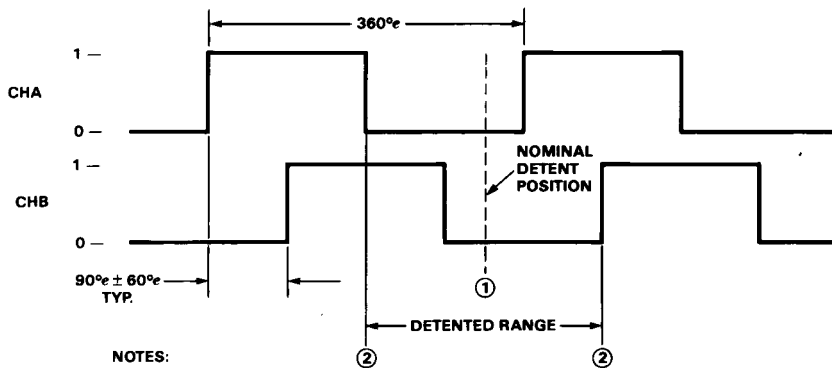 360°e
1 —
CHA
0 —
1 —
NOMINAL
DETENT
POSITION
CHB
0 —
90°e ± 60°e
TYP.
①
DETENTED RANGE
NOTES:
②
②